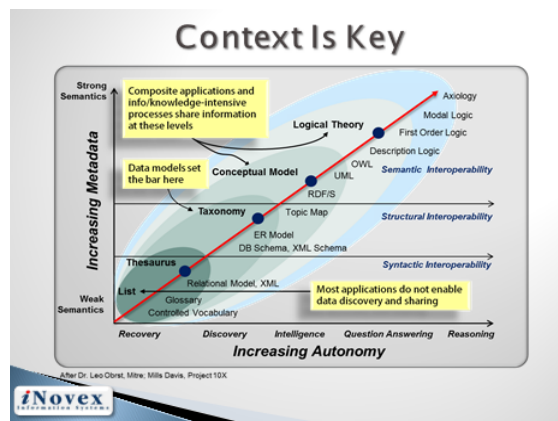 Context Is Key
Strong
Semantics
Composite applications and
info/knowledge-intensive
processes share information
at these levels
Axiology
Modal Logic
Logical Theory
First Order Logic
Description Logic
Data models set
the bar here
Conceptual Model
OWL
Semantic Interoperability
UML
RDF/S
Increasing Metadata
Taxonomy
Topic Map
Structural Interoperability
ER Model
DB Schema, XML Schema
Thesaurus
Syntactic Interoperability
Relational Model, XML
List
Most applications do not enable
data discovery and sharing
Weak
Semantics
Glossary
Controlled Vocabulary
Recovery Discovery Intelligence Question Answering Reasoning
Increasing Autonomy
After Dr. Leo Obrst, Mitre; Mills Davis, Project 10X
iNovex
Information Systems